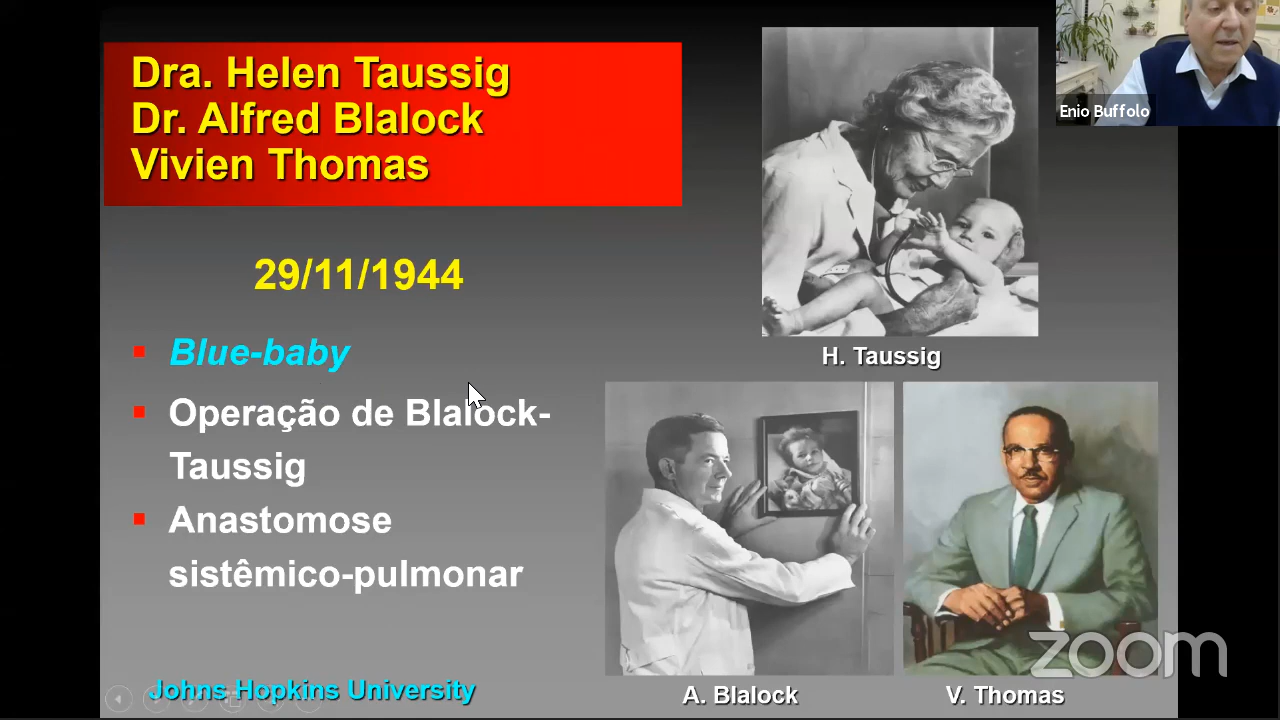 Dra. Helen Taussig
Dr. Alfred Blalock
Vivien Thomas
Enio Buffolo
29/11/1944
Blue-baby
Operação de Blalock-
Taussig
Anastomose
sistêmico-pulmonar
H. Taussig
Johns Hopkins University
A. Blalock
V. Thomas
zoom